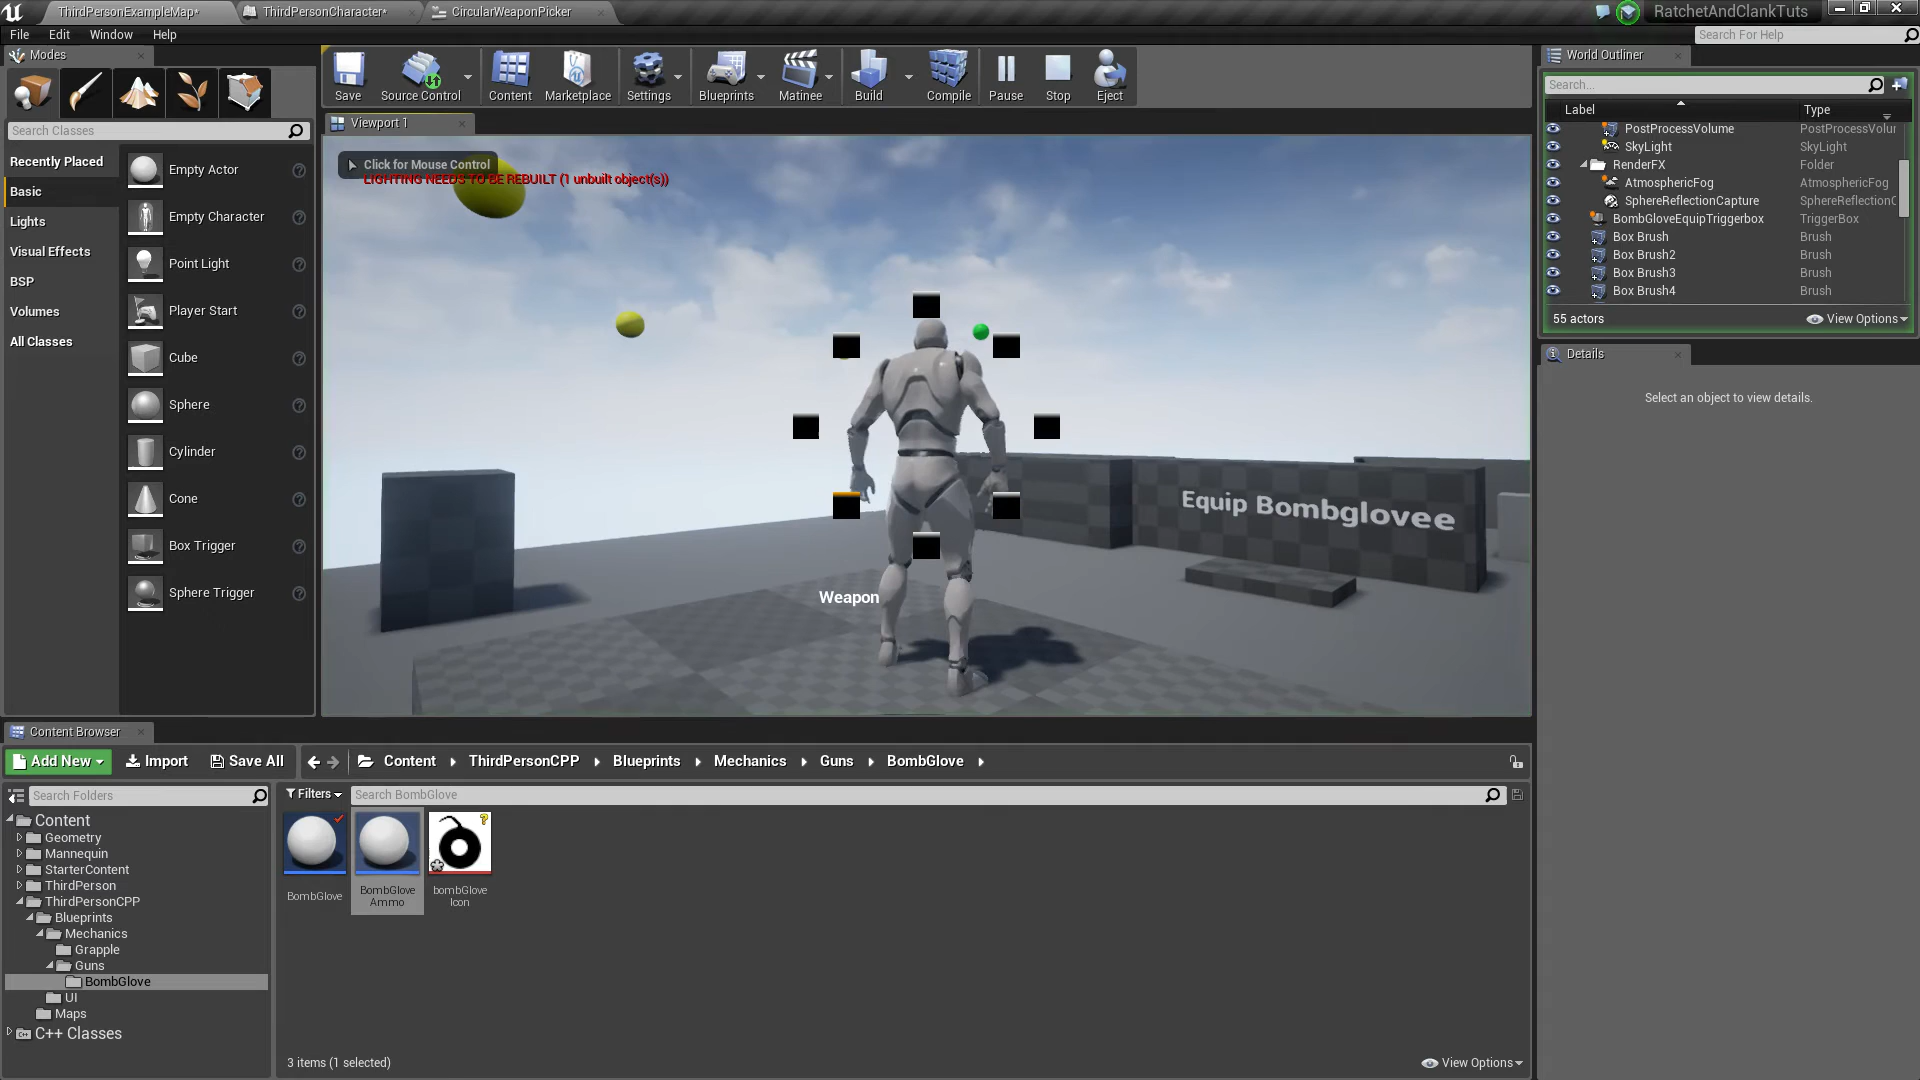 ThirdPersonExampleMap*
ThirdPersonCharacter*
CircularWeaponPicker
RatchetAndClankTuts
File Edit Window Help
Search For Help
Modes
Search Classes
Recently Placed
Basic
Lights
Visual Effects
BSP
Volumes
All Classes
Empty Actor
Empty Character
Point Light
Player Start
Cube
Sphere
Cylinder
Cone
Box Trigger
Sphere Trigger
Save
Source Control
Content
Marketplace
Settings
Blueprints
Matinee
Build
Compile
Pause
Stop
Eject
Viewport 1
Click for Mouse Control
LIGHTING NEEDS TO BE REBUILT (1 unbuilt object(s))
Equip Bombglovee
Weapon
World Outliner
Search...
Label Type
PostProcessVolume PostProcessVolur
SkyLight SkyLight
RenderFX Folder
AtmosphericFog AtmosphericFog
SphereReflectionCapture SphereReflectionC
BombGloveEquipTriggerbox TriggerBox
Box Brush Brush
Box Brush2 Brush
Box Brush3 Brush
Box Brush4 Brush
55 actors
View Options
Details
Select an object to view details.
Content Browser
Add New Import Save All
Content ThirdPersonCPP Blueprints Mechanics Guns BombGlove
Search Folders
Filters
Search BombGlove
Content
Geometry
Mannequin
StarterContent
ThirdPerson
ThirdPersonCPP
Blueprints
Mechanics
Grapple
Guns
BombGlove
UI
Maps
C++ Classes
BombGlove
BombGlove
Ammo
bombGlove
Icon
3 items (1 selected)
View Options